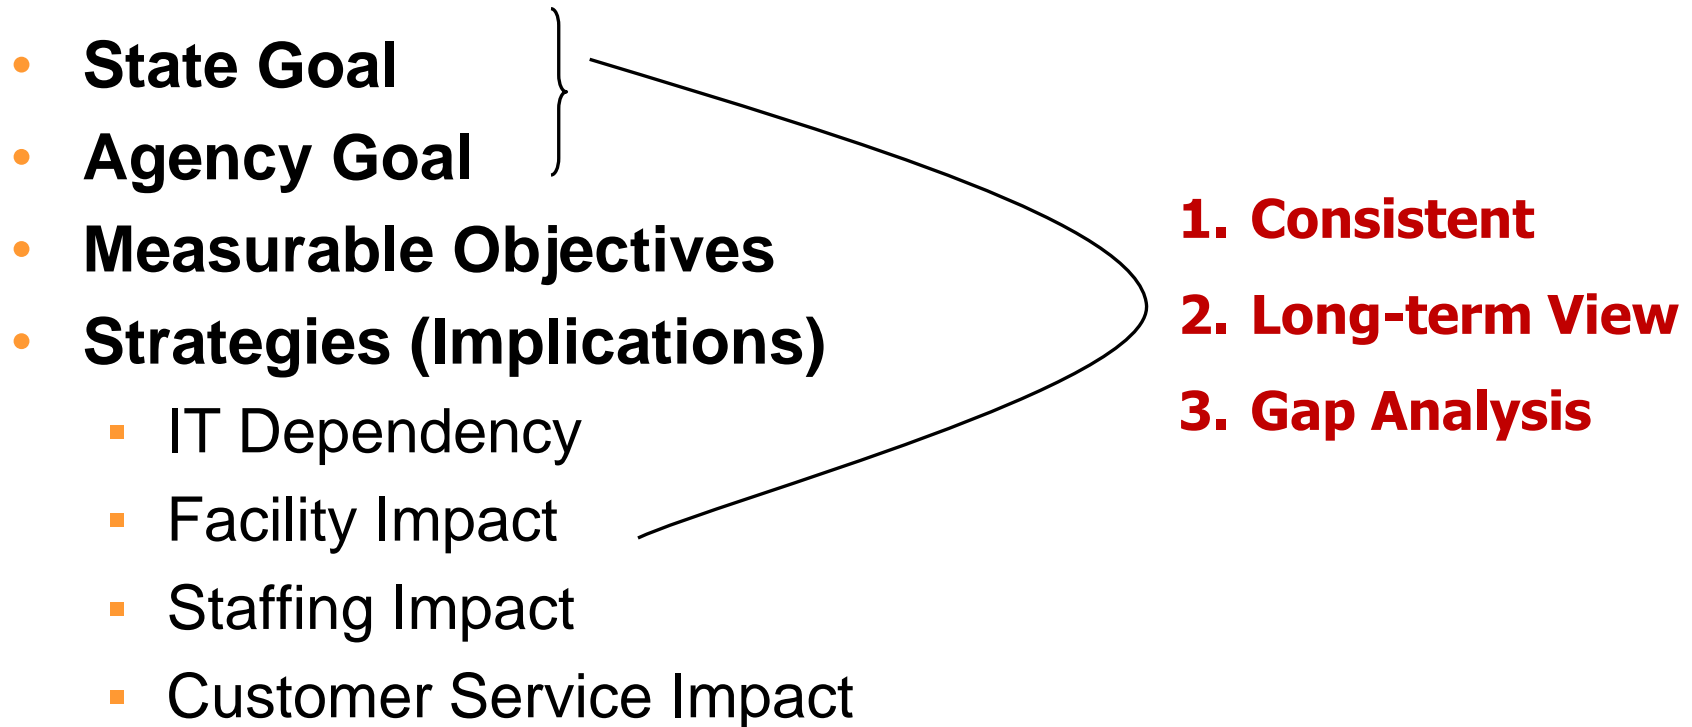 • State Goal
• Agency Goal
• Measurable Objectives
• Strategies (Implications)
▪ IT Dependency
▪ Facility Impact
▪ Staffing Impact
▪ Customer Service Impact
1. Consistent
2. Long-term View
3. Gap Analysis